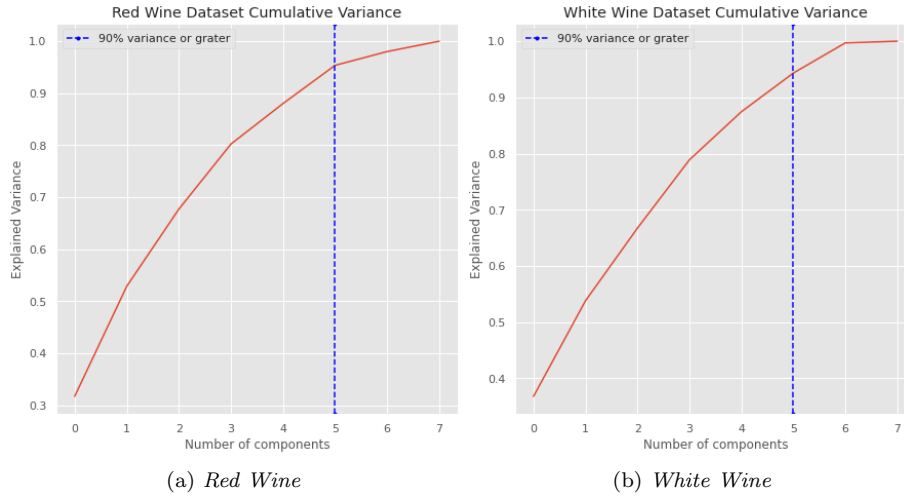 Red Wine Dataset Cumulative Variance
90% variance or grater
1.0
0.9
0.8
0.7
0.6
0.5
0.4
0.3
Explained Variance
0 1 2 3 4 5 6 7
Number of components
(a) Red Wine
White Wine Dataset Cumulative Variance
90% variance or grater
1.0
0.9
0.8
0.7
0.6
0.5
0.4
Explained Variance
0 1 2 3 4 5 6 7
Number of components
(b) White Wine